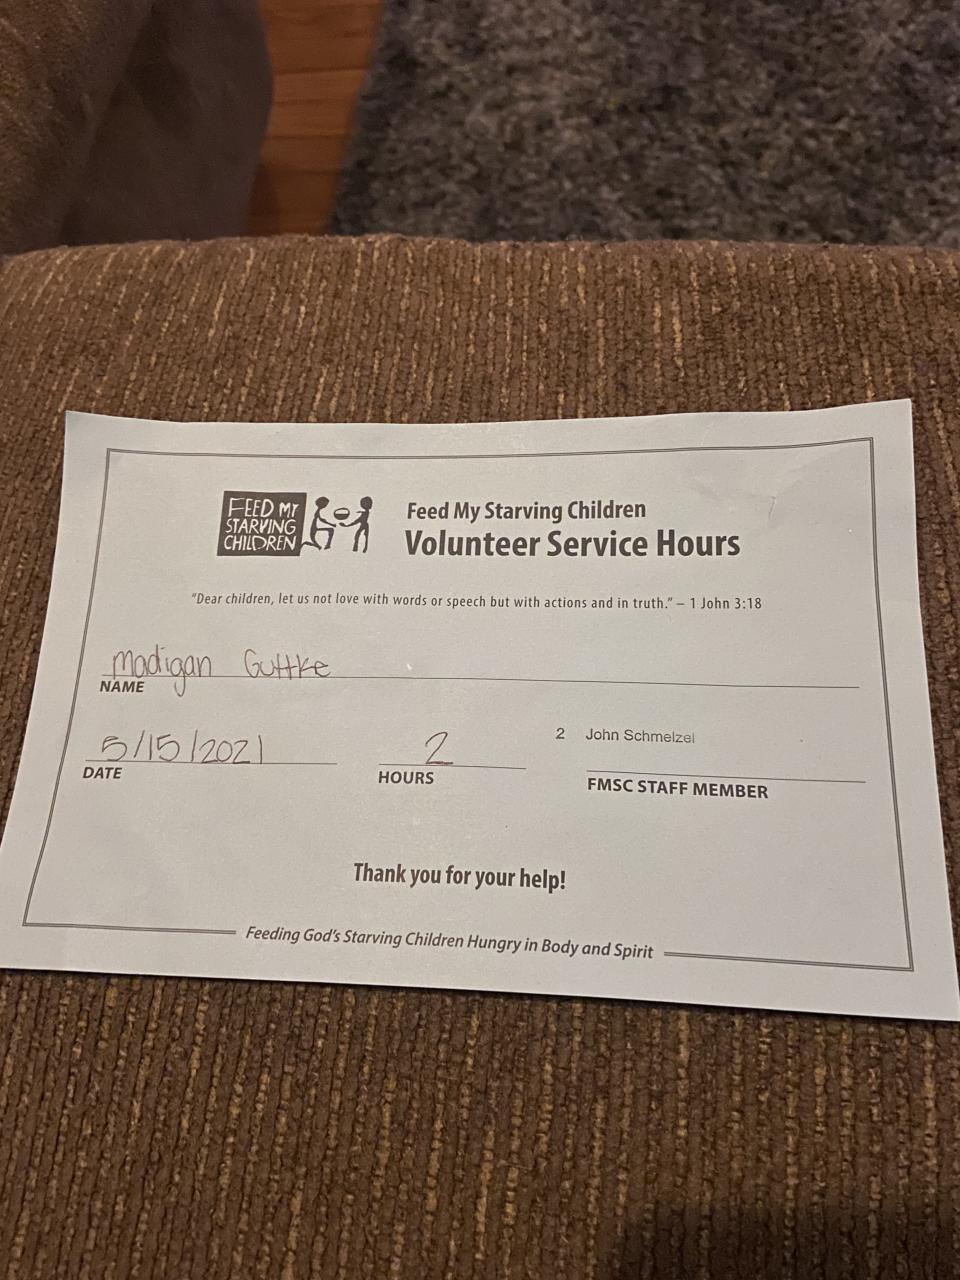 FEED MY
STARVING
CHILDREN
Feed My Starving Children
Volunteer Service Hours
"Dear children, let us not love with words or speech but with actions and in truth." – 1 John 3:18
Madigan Guttke
NAME
5/15/2021 2 2 John Schmelzel
DATE HOURS FMSC STAFF MEMBER
Thank you for your help!
Feeding God's Starving Children Hungry in Body and Spirit